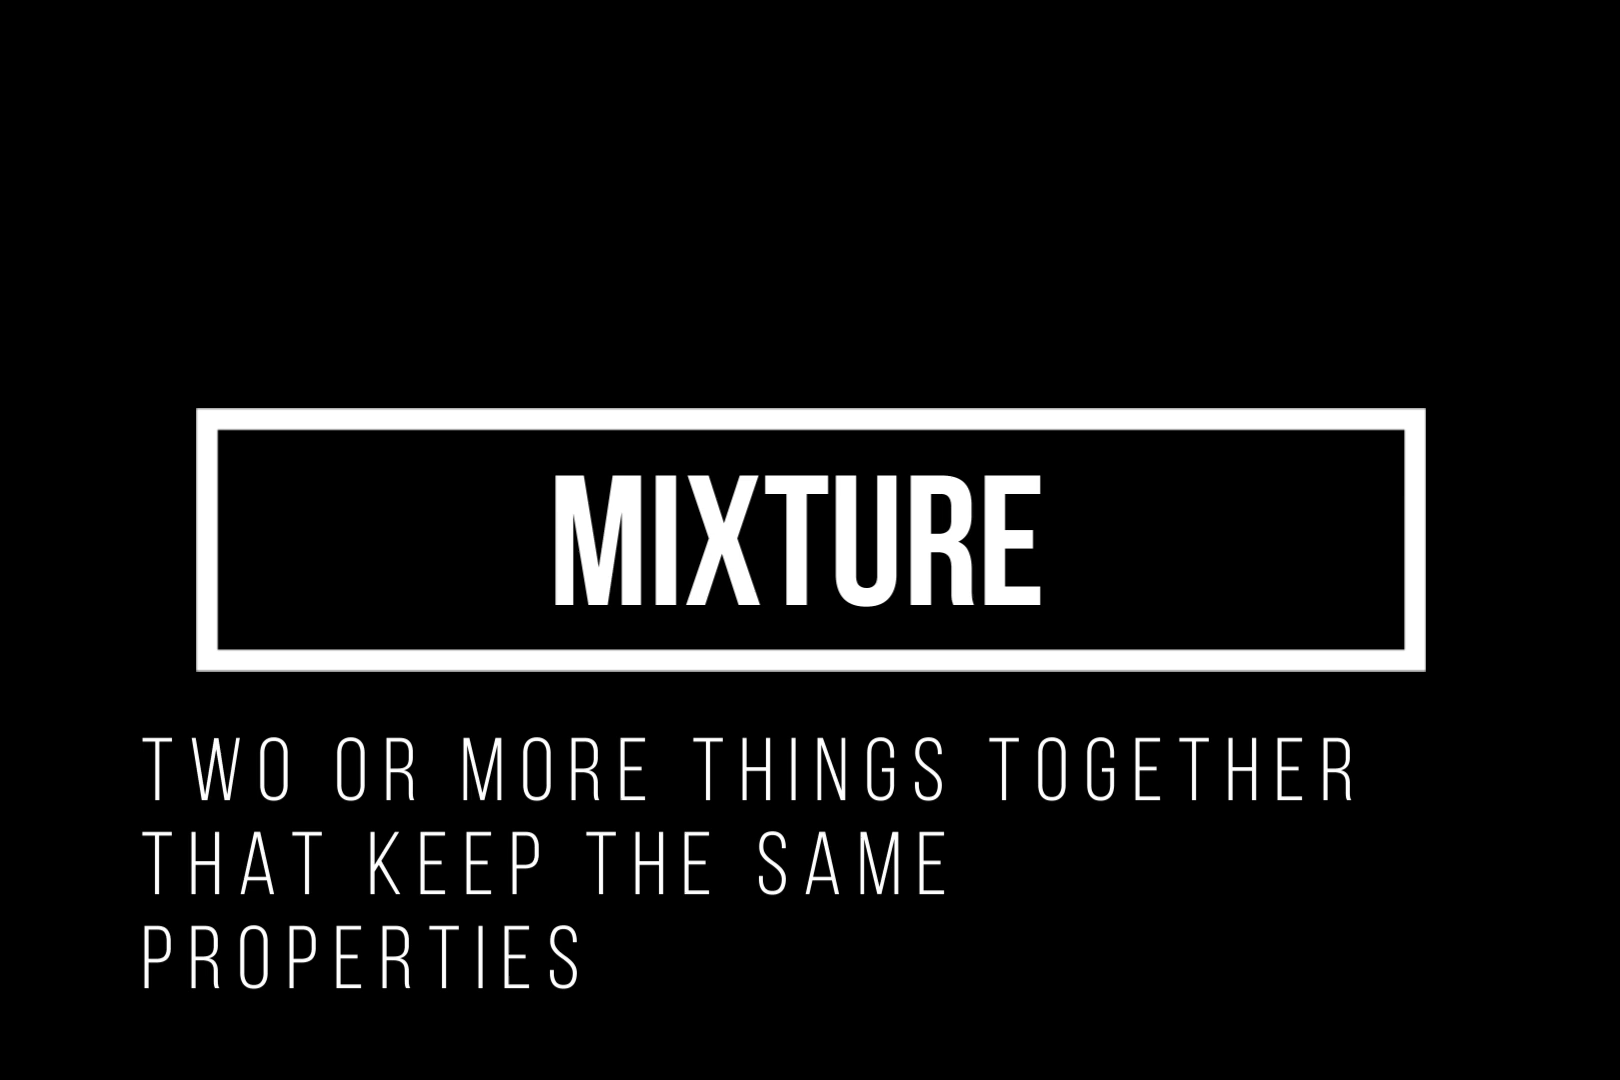 MIXTURE
TWO OR MORE THINGS TOGETHER
THAT KEEP THE SAME
PROPERTIES